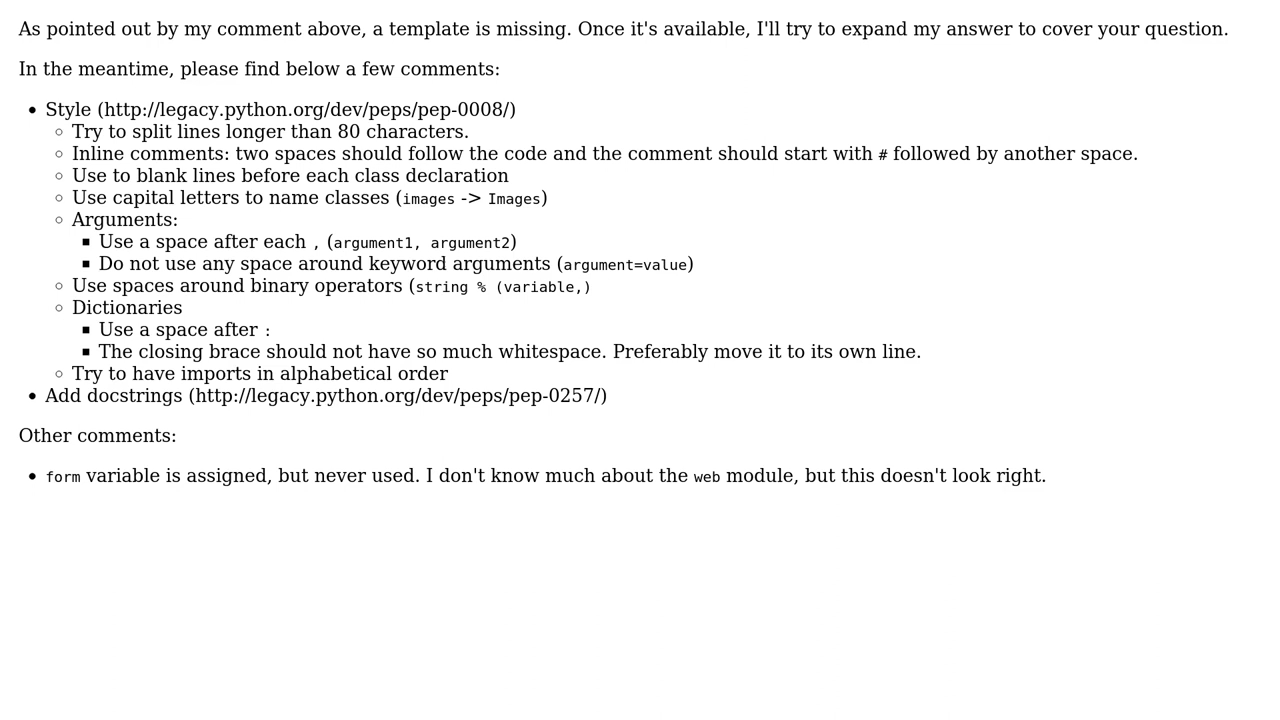 As pointed out by my comment above, a template is missing. Once it's available, I'll try to expand my answer to cover your question.
In the meantime, please find below a few comments:
• Style (http://legacy.python.org/dev/peps/pep-0008/)
◦ Try to split lines longer than 80 characters.
◦ Inline comments: two spaces should follow the code and the comment should start with # followed by another space.
◦ Use to blank lines before each class declaration
◦ Use capital letters to name classes (images -> Images)
◦ Arguments:
▪ Use a space after each , (argument1, argument2)
▪ Do not use any space around keyword arguments (argument=value)
◦ Use spaces around binary operators (string % (variable,)
◦ Dictionaries
▪ Use a space after :
▪ The closing brace should not have so much whitespace. Preferably move it to its own line.
◦ Try to have imports in alphabetical order
• Add docstrings (http://legacy.python.org/dev/peps/pep-0257/)
Other comments:
• form variable is assigned, but never used. I don't know much about the web module, but this doesn't look right.